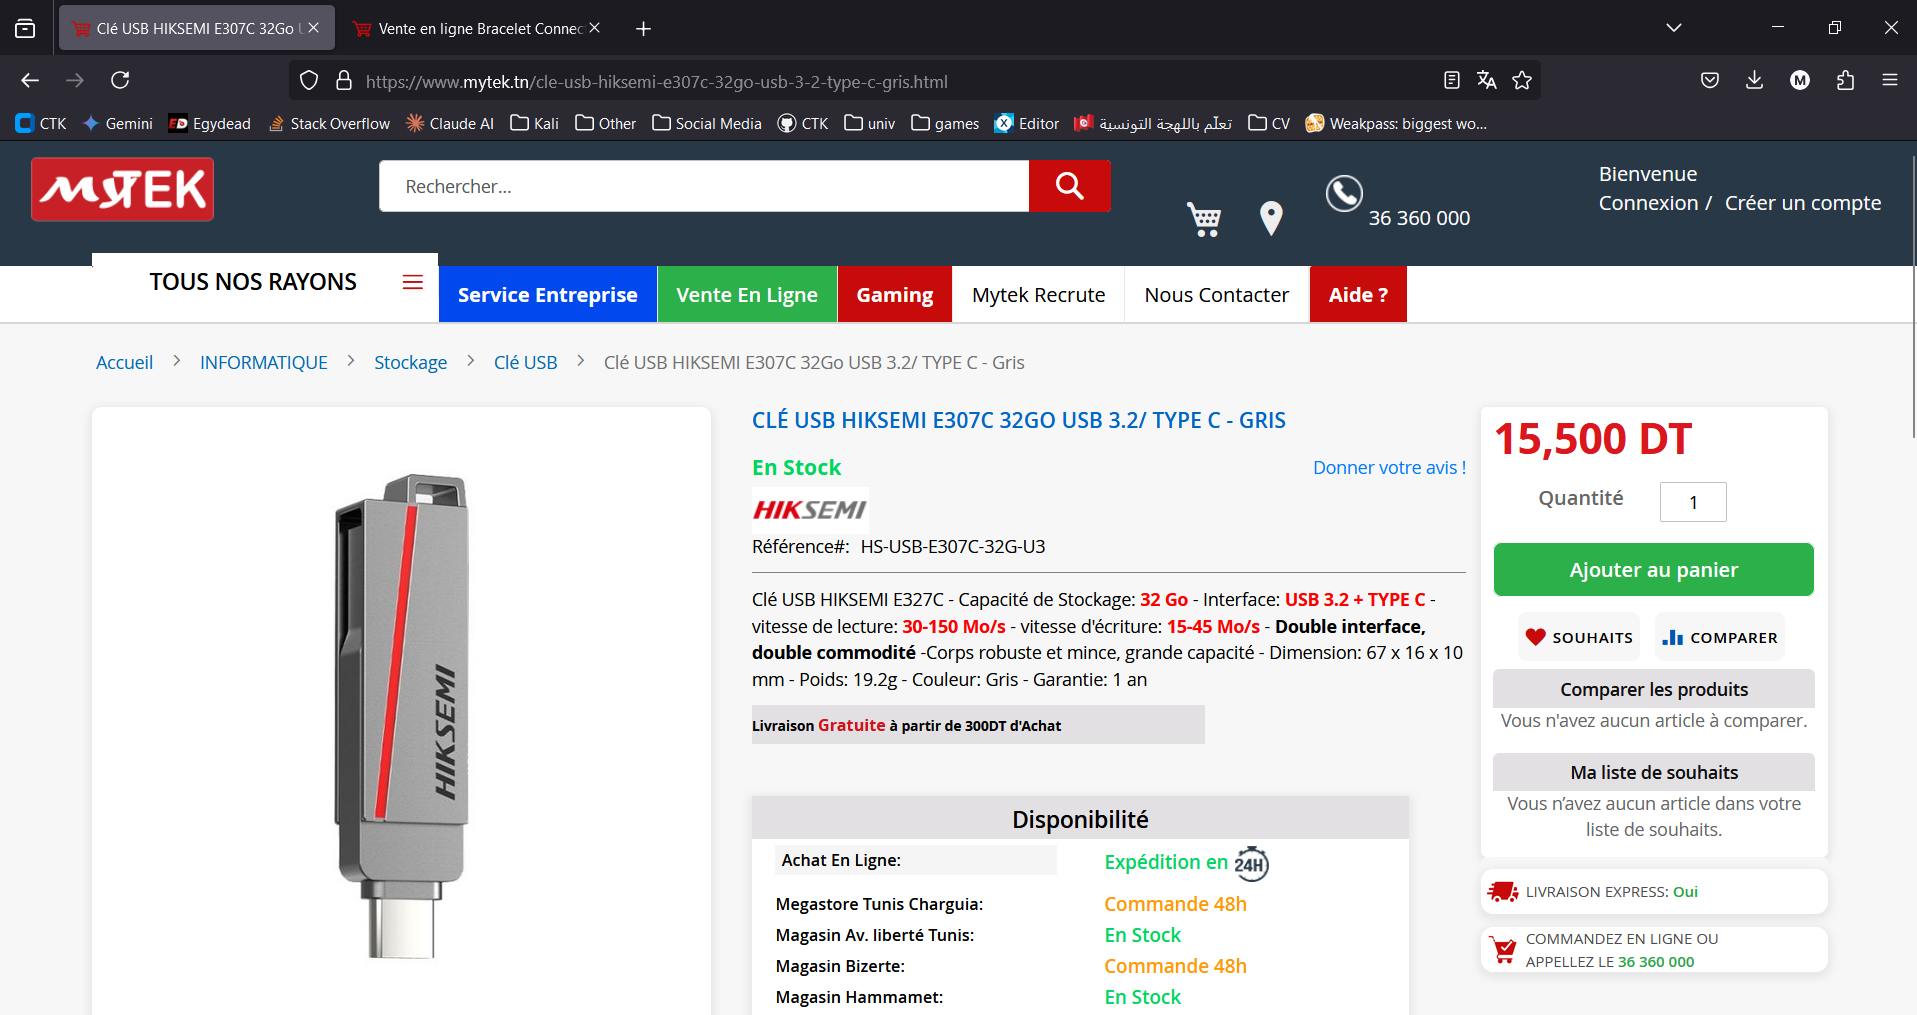 Clé USB HIKSEMI E307C 32Go U
Vente en ligne Bracelet Connec
https://www.mytek.tn/cle-usb-hiksemi-e307c-32go-usb-3-2-type-c-gris.html
M
CTK
Gemini
ED Egydead
Stack Overflow
Claude AI
Kali
Other
Social Media
CTK
univ
games
X Editor
تعلّم باللهجة التونسية
CV
Weakpass: biggest wo...
MYTEK
Rechercher...
36 360 000
Bienvenue
Connexion / Créer un compte
TOUS NOS RAYONS
Service Entreprise
Vente En Ligne
Gaming
Mytek Recrute
Nous Contacter
Aide ?
Accueil > INFORMATIQUE > Stockage > Clé USB > Clé USB HIKSEMI E307C 32Go USB 3.2/ TYPE C - Gris
HIKSEMI
CLÉ USB HIKSEMI E307C 32GO USB 3.2/ TYPE C - GRIS
En Stock
Donner votre avis !
HIKSEMI
Référence#: HS-USB-E307C-32G-U3
Clé USB HIKSEMI E327C - Capacité de Stockage: 32 Go - Interface: USB 3.2 + TYPE C -
vitesse de lecture: 30-150 Mo/s - vitesse d'écriture: 15-45 Mo/s - Double interface,
double commodité -Corps robuste et mince, grande capacité - Dimension: 67 x 16 x 10
mm - Poids: 19.2g - Couleur: Gris - Garantie: 1 an
Livraison Gratuite à partir de 300DT d'Achat
Disponibilité
Achat En Ligne: Expédition en 24H
Megastore Tunis Charguia: Commande 48h
Magasin Av. liberté Tunis: En Stock
Magasin Bizerte: Commande 48h
Magasin Hammamet: En Stock
15,500 DT
Quantité 1
Ajouter au panier
SOUHAITS
COMPARER
Comparer les produits
Vous n'avez aucun article à comparer.
Ma liste de souhaits
Vous n’avez aucun article dans votre
liste de souhaits.
LIVRAISON EXPRESS: Oui
COMMANDEZ EN LIGNE OU
APPELLEZ LE 36 360 000